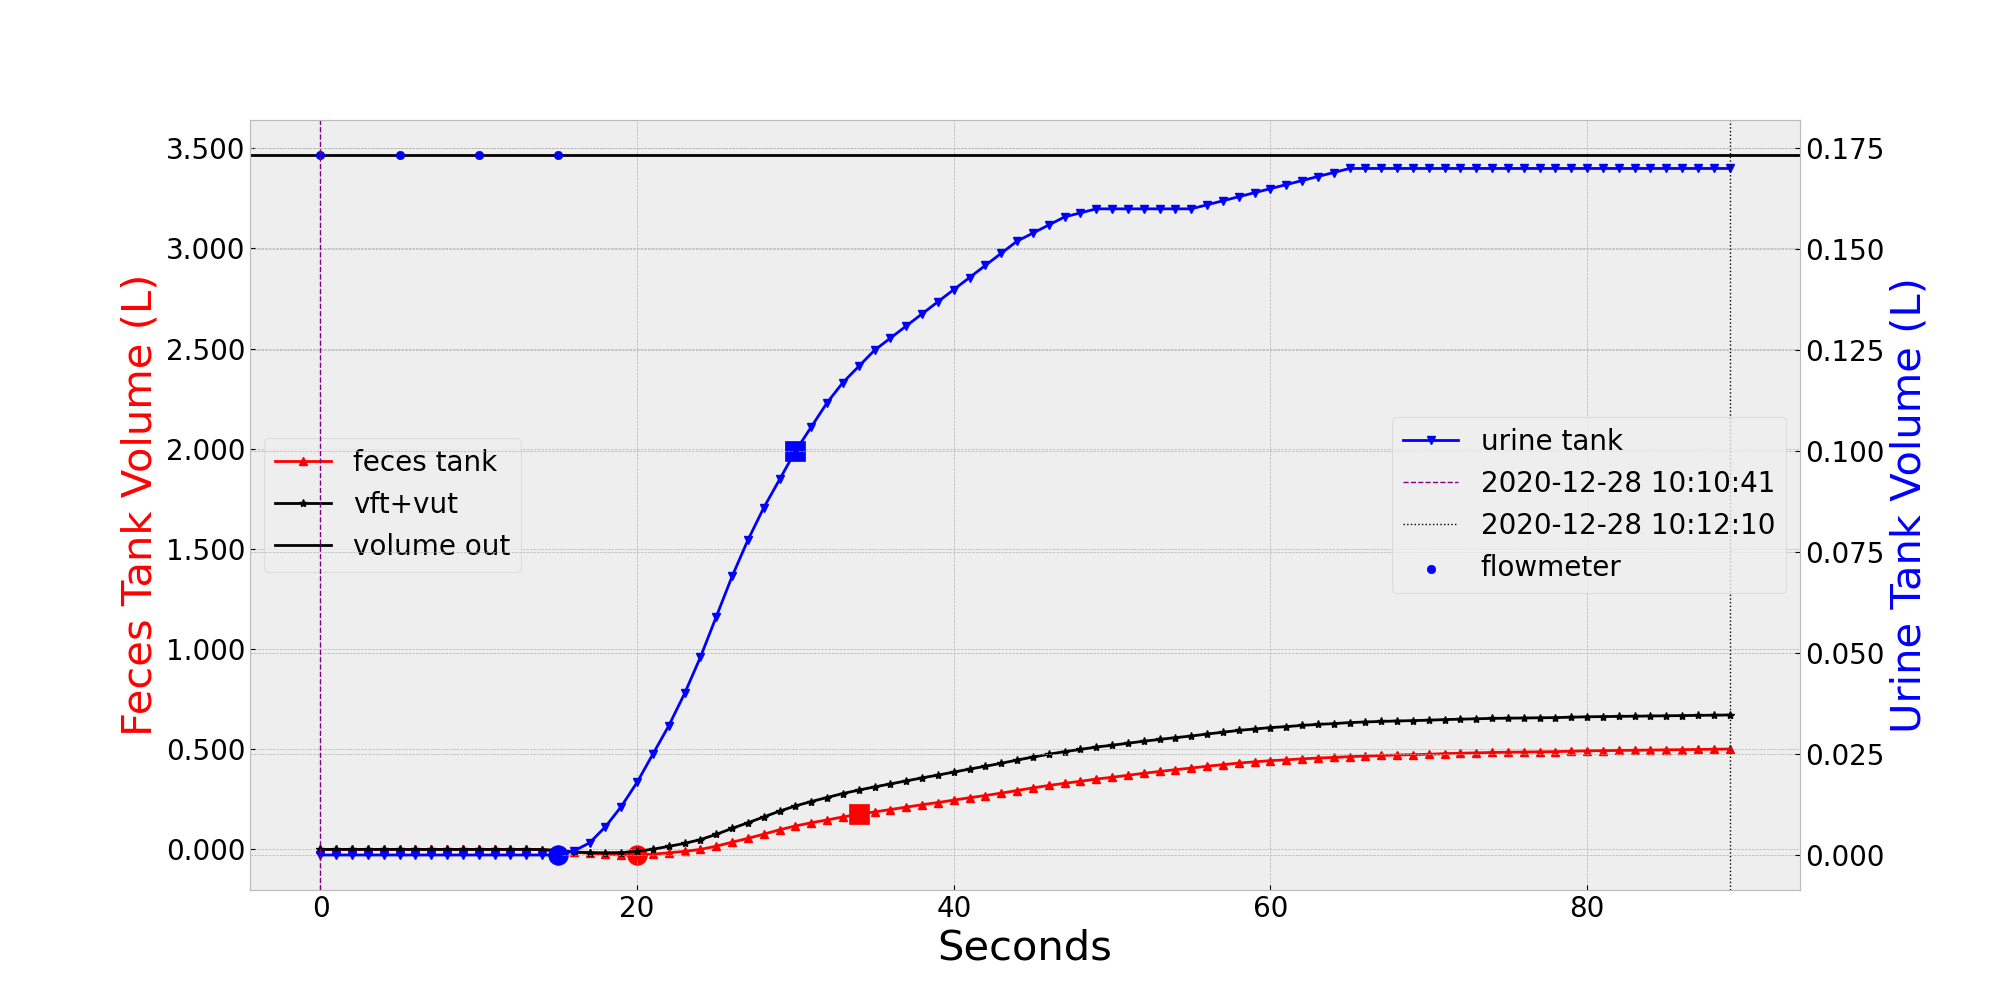 3.500
3.000
2.500
2.000
1.500
1.000
0.500
0.000
Feces Tank Volume (L)
feces tank
vft+vut
volume out
urine tank
2020-12-28 10:10:41
2020-12-28 10:12:10
flowmeter
0.175
0.150
0.125
0.100
0.075
0.050
0.025
0.000
Urine Tank Volume (L)
0 20 40 60 80
Seconds